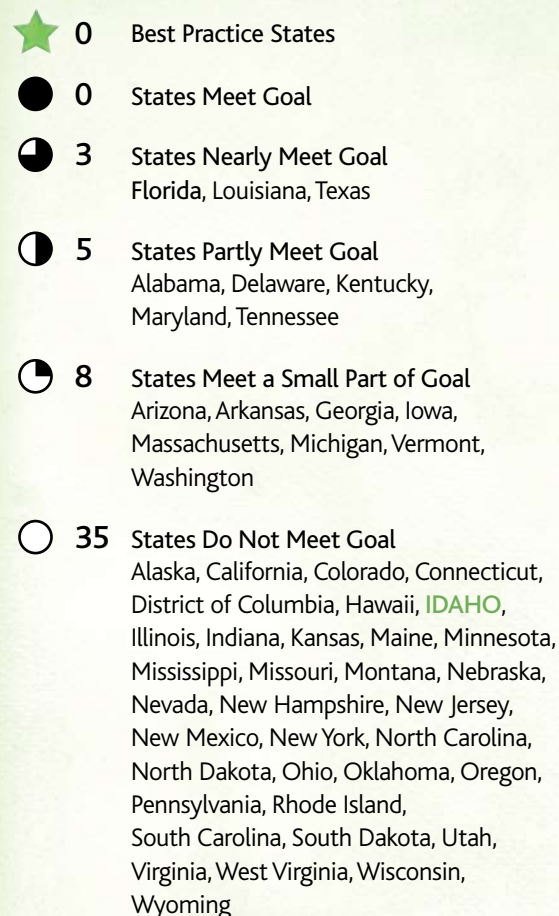 0 Best Practice States
0 States Meet Goal
3 States Nearly Meet Goal
Florida, Louisiana, Texas
5 States Partly Meet Goal
Alabama, Delaware, Kentucky,
Maryland, Tennessee
8 States Meet a Small Part of Goal
Arizona, Arkansas, Georgia, Iowa,
Massachusetts, Michigan, Vermont,
Washington
35 States Do Not Meet Goal
Alaska, California, Colorado, Connecticut,
District of Columbia, Hawaii, IDAHO,
Illinois, Indiana, Kansas, Maine, Minnesota,
Mississippi, Missouri, Montana, Nebraska,
Nevada, New Hampshire, New Jersey,
New Mexico, New York, North Carolina,
North Dakota, Ohio, Oklahoma, Oregon,
Pennsylvania, Rhode Island,
South Carolina, South Dakota, Utah,
Virginia, West Virginia, Wisconsin,
Wyoming